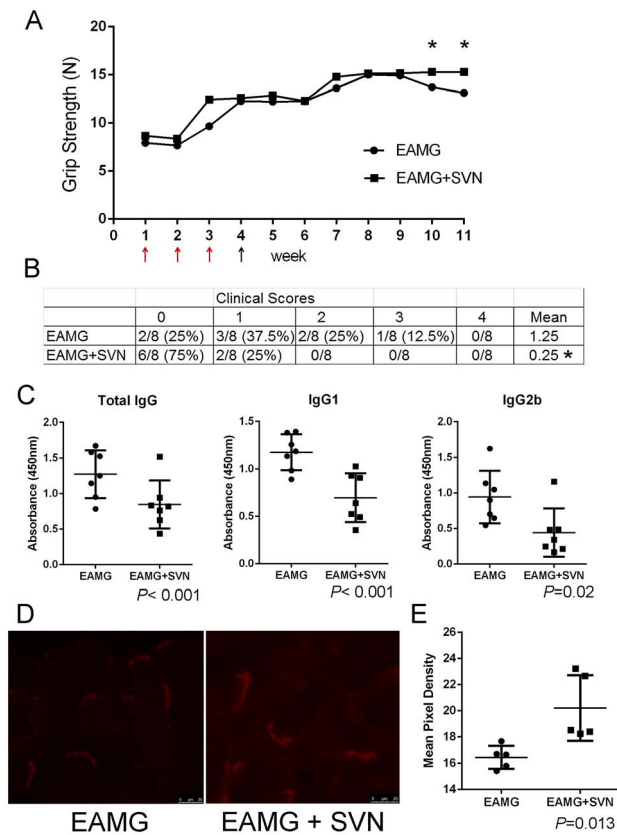 A
Grip Strength (N)
20
15
10
5
0
* *
EAMG
EAMG+SVN
0 1 2 3 4 5 6 7 8 9 10 11
week
B
Clinical Scores
0 1 2 3 4 Mean
EAMG 2/8 (25%) 3/8 (37.5%) 2/8 (25%) 1/8 (12.5%) 0/8 1.25
EAMG+SVN 6/8 (75%) 2/8 (25%) 0/8 0/8 0/8 0.25 *
C
Total IgG
Absorbance (450nm)
2.0
1.5
1.0
0.5
0.0
EAMG EAMG+SVN
P< 0.001
IgG1
Absorbance (450nm)
1.5
1.0
0.5
0.0
EAMG EAMG+SVN
P< 0.001
IgG2b
Absorbance (450nm)
2.0
1.5
1.0
0.5
0.0
EAMG EAMG+SVN
P=0.02
D
EAMG EAMG + SVN
E
Mean Pixel Density
26
24
22
20
18
16
14
EAMG EAMG+SVN
P=0.013